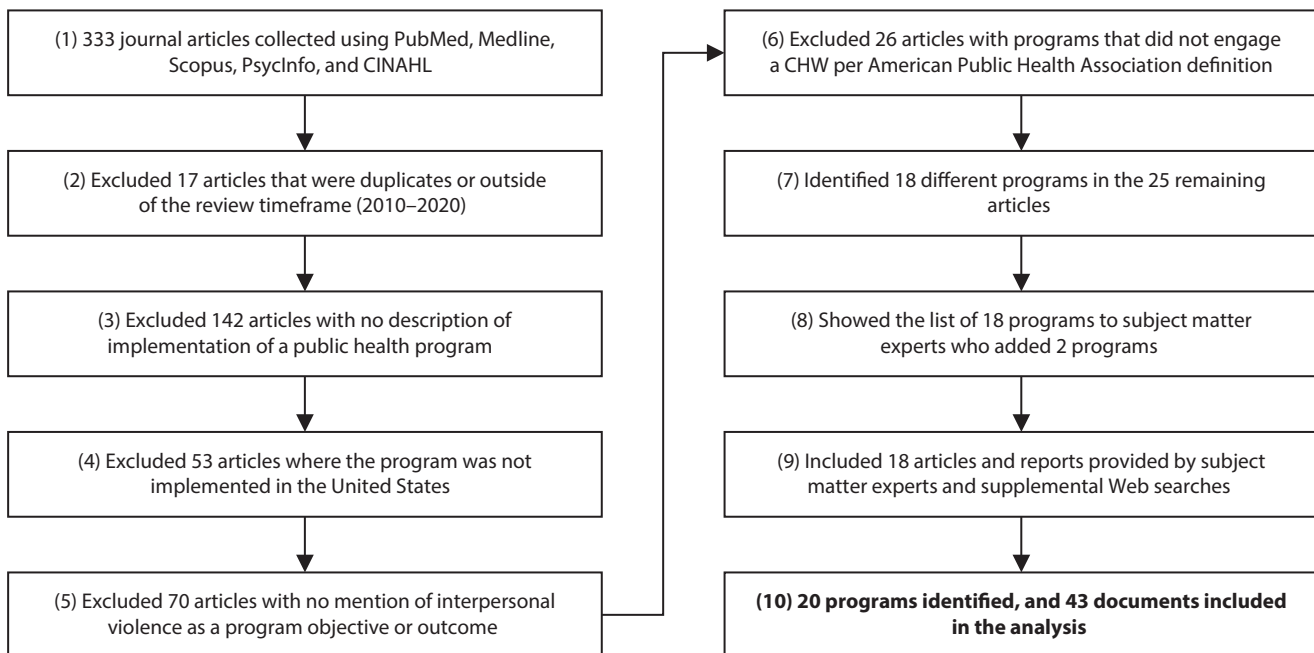 (1) 333 journal articles collected using PubMed, Medline,
Scopus, PsycInfo, and CINAHL
(2) Excluded 17 articles that were duplicates or outside
of the review timeframe (2010–2020)
(3) Excluded 142 articles with no description of
implementation of a public health program
(4) Excluded 53 articles where the program was not
implemented in the United States
(5) Excluded 70 articles with no mention of interpersonal
violence as a program objective or outcome
(6) Excluded 26 articles with programs that did not engage
a CHW per American Public Health Association definition
(7) Identified 18 different programs in the 25 remaining
articles
(8) Showed the list of 18 programs to subject matter
experts who added 2 programs
(9) Included 18 articles and reports provided by subject
matter experts and supplemental Web searches
(10) 20 programs identified, and 43 documents included
in the analysis